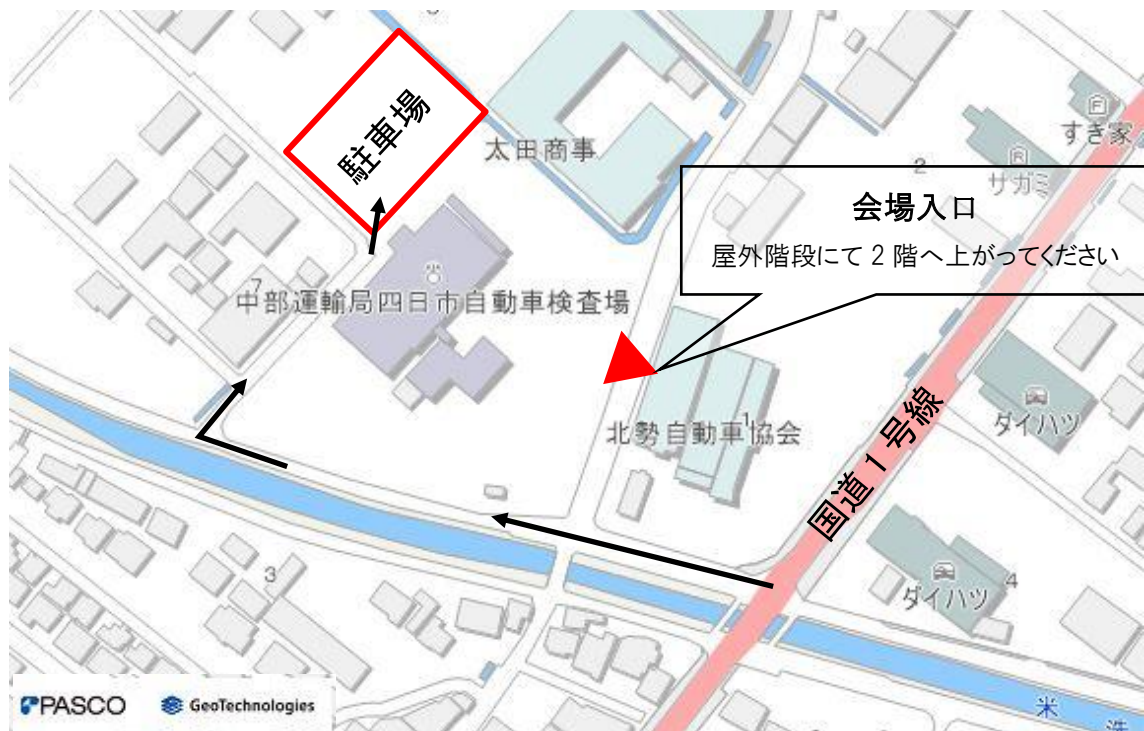 駐車場
太田商事
2
すき家
サガミ
会場入口
屋外階段にて 2 階へ上がってください
7
中部運輸局四日市自動車検査場
ダイハツ
北勢自動車協会
1
国道 1 号線
ダイハツ
4
3
米
洗
PASCO
GeoTechnologies